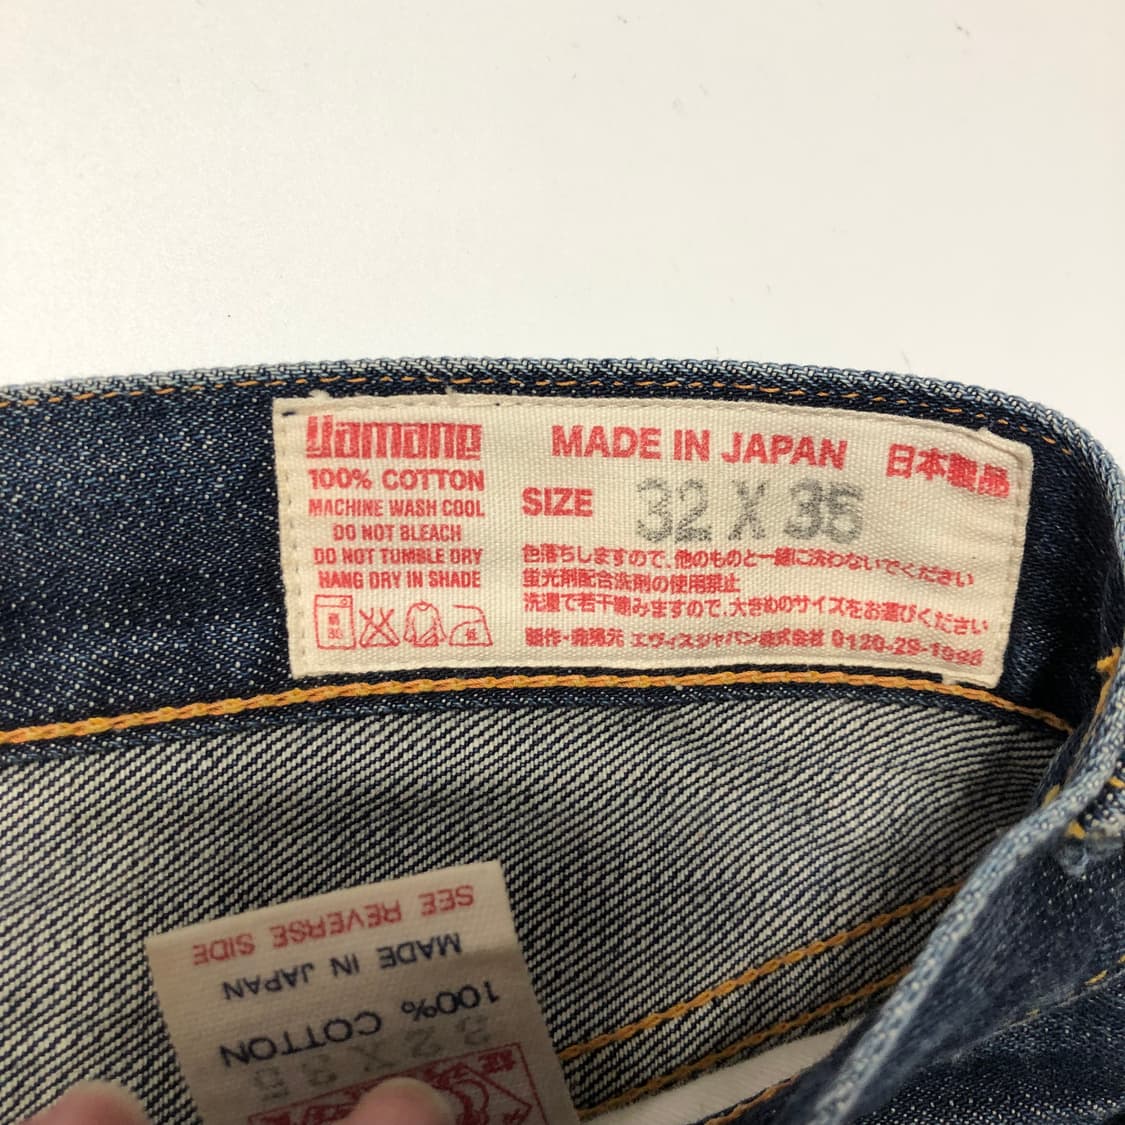 Yamane
100% COTTON
MACHINE WASH COOL
DO NOT BLEACH
DO NOT TUMBLE DRY
HANG DRY IN SHADE
低
MADE IN JAPAN 日本製品
SIZE 32 X 35
色落ちしますので、他のものと一緒に洗わないでください
蛍光剤配合洗剤の使用禁止
洗濯で若干縮みますので、大きめのサイズをお選びください
製作・発売元 エヴィスジャパン株式会社 0120-29-1998
SEE REVERSE SIDE
MADE IN JAPAN
100% COTTON
32 X 35